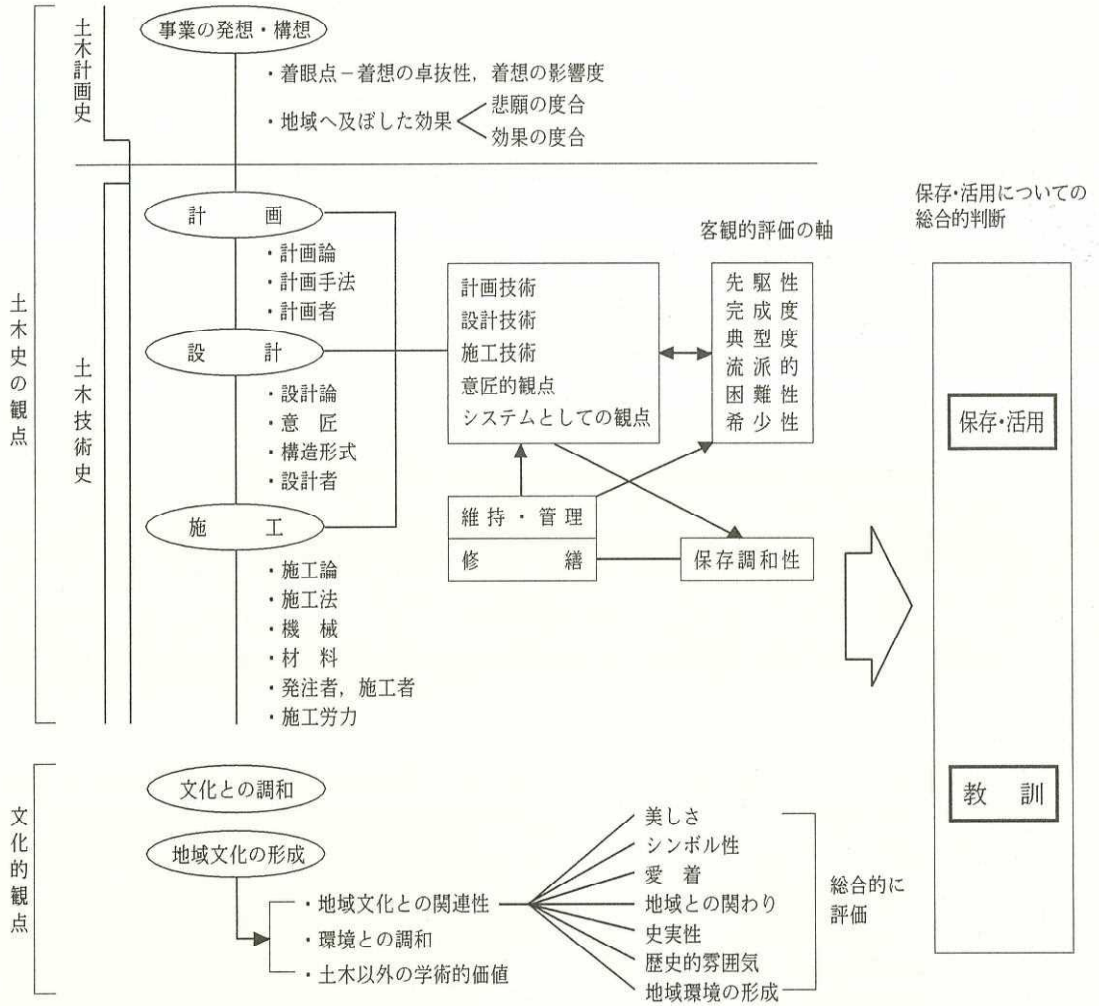 土木史の観点
土木計画史
事業の発想・構想
・着眼点－着想の卓抜性，着想の影響度
・地域へ及ぼした効果
悲願の度合
効果の度合
土木技術史
計　画
・計画論
・計画手法
・計画者
設　計
・設計論
・意　匠
・構造形式
・設計者
施　工
・施工論
・施工法
・機　械
・材　料
・発注者，施工者
・施工労力
計画技術
設計技術
施工技術
意匠的観点
システムとしての観点
客観的評価の軸
先駆性
完成度
典型度
流派的
困難性
希少性
維持・管理
修　繕
保存調和性
保存・活用についての
総合的判断
保存・活用
教　訓
文化的観点
文化との調和
地域文化の形成
・地域文化との関連性
・環境との調和
・土木以外の学術的価値
美しさ
シンボル性
愛　着
地域との関わり
史実性
歴史的雰囲気
地域環境の形成
総合的に
評価